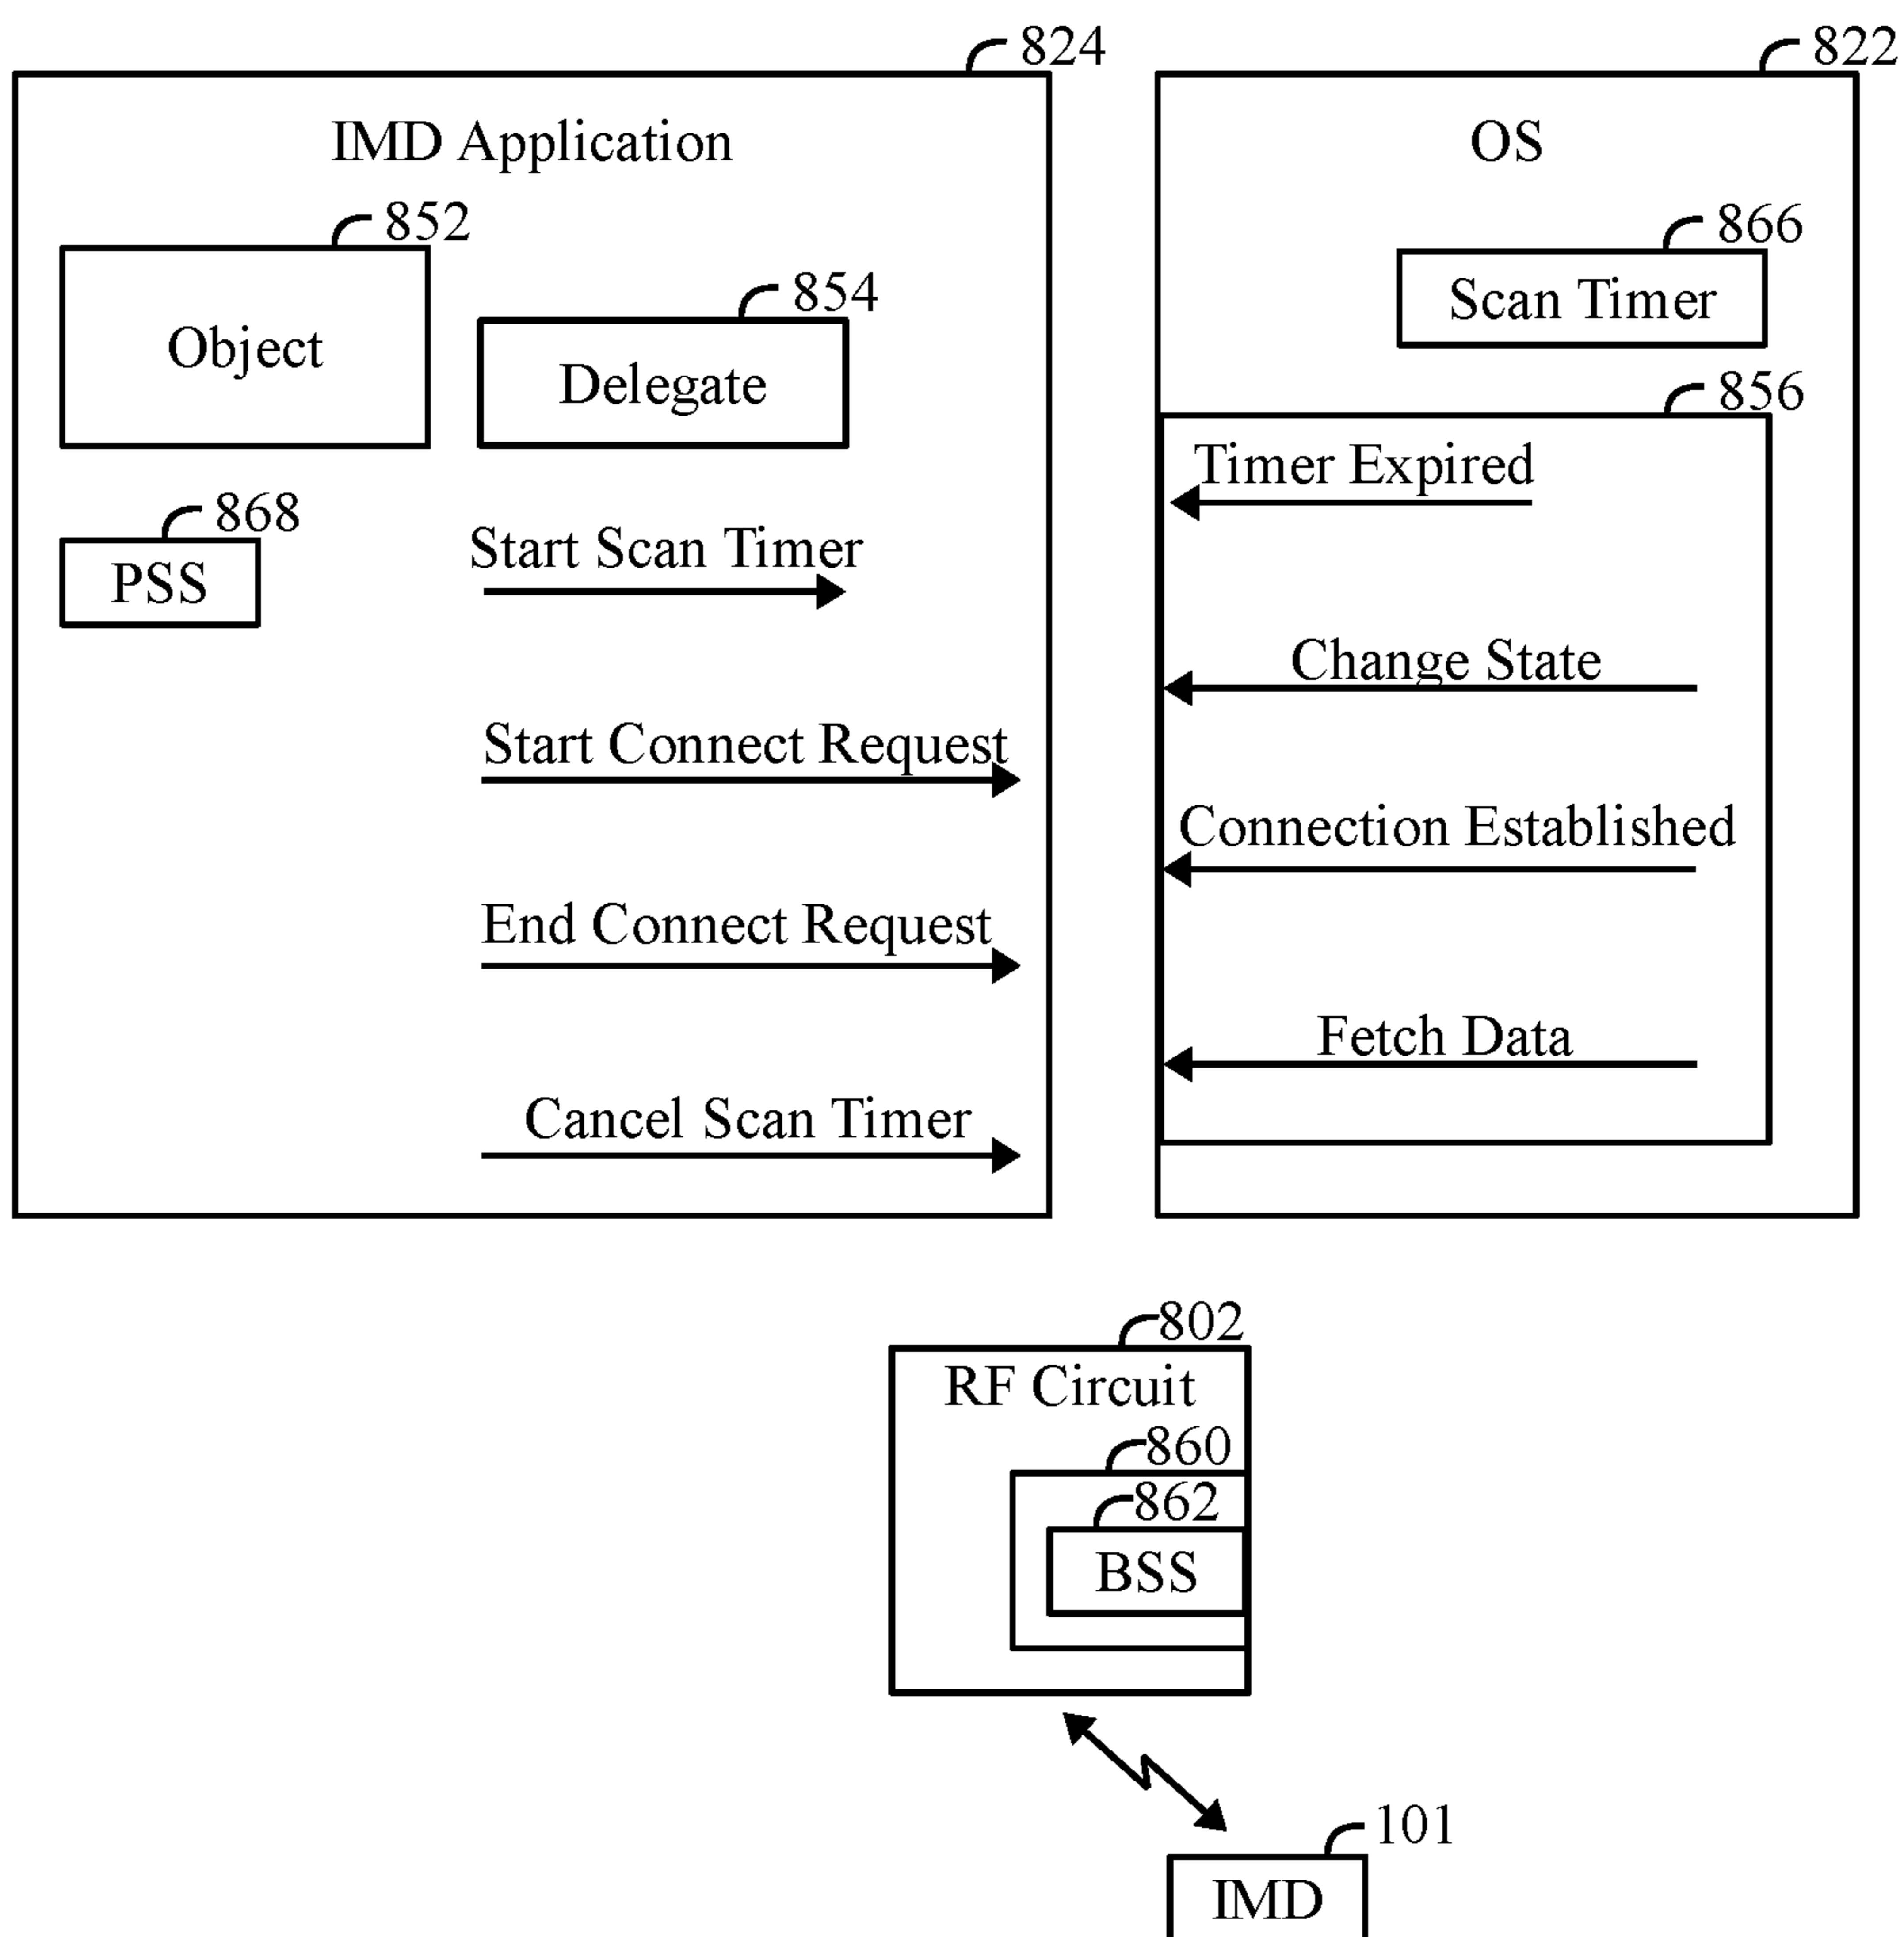 824
IMD Application
852
Object
854
Delegate
868
PSS
Start Scan Timer
Start Connect Request
End Connect Request
Cancel Scan Timer
822
OS
866
Scan Timer
856
Timer Expired
Change State
Connection Established
Fetch Data
802
RF Circuit
860
862
BSS
101
IMD